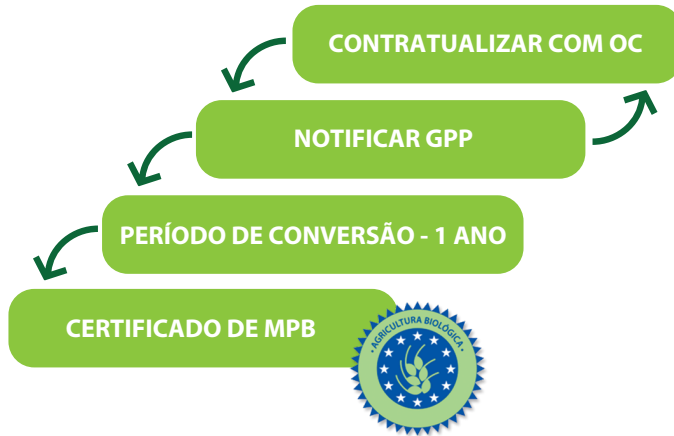 CONTRATUALIZAR COM OC
NOTIFICAR GPP
PERÍODO DE CONVERSÃO - 1 ANO
CERTIFICADO DE MPB
• AGRICULTURA BIOLÓGICA •